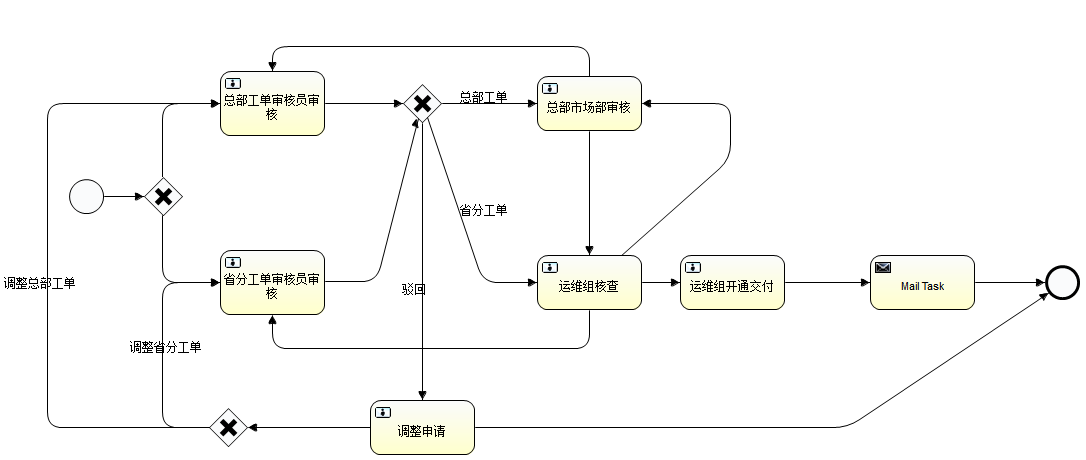 总部工单审核员审
核
总部工单
总部市场部审核
省分工单
省分工单审核员审
核
调整总部工单
驳回
运维组核查
运维组开通交付
Mail Task
调整省分工单
调整申请